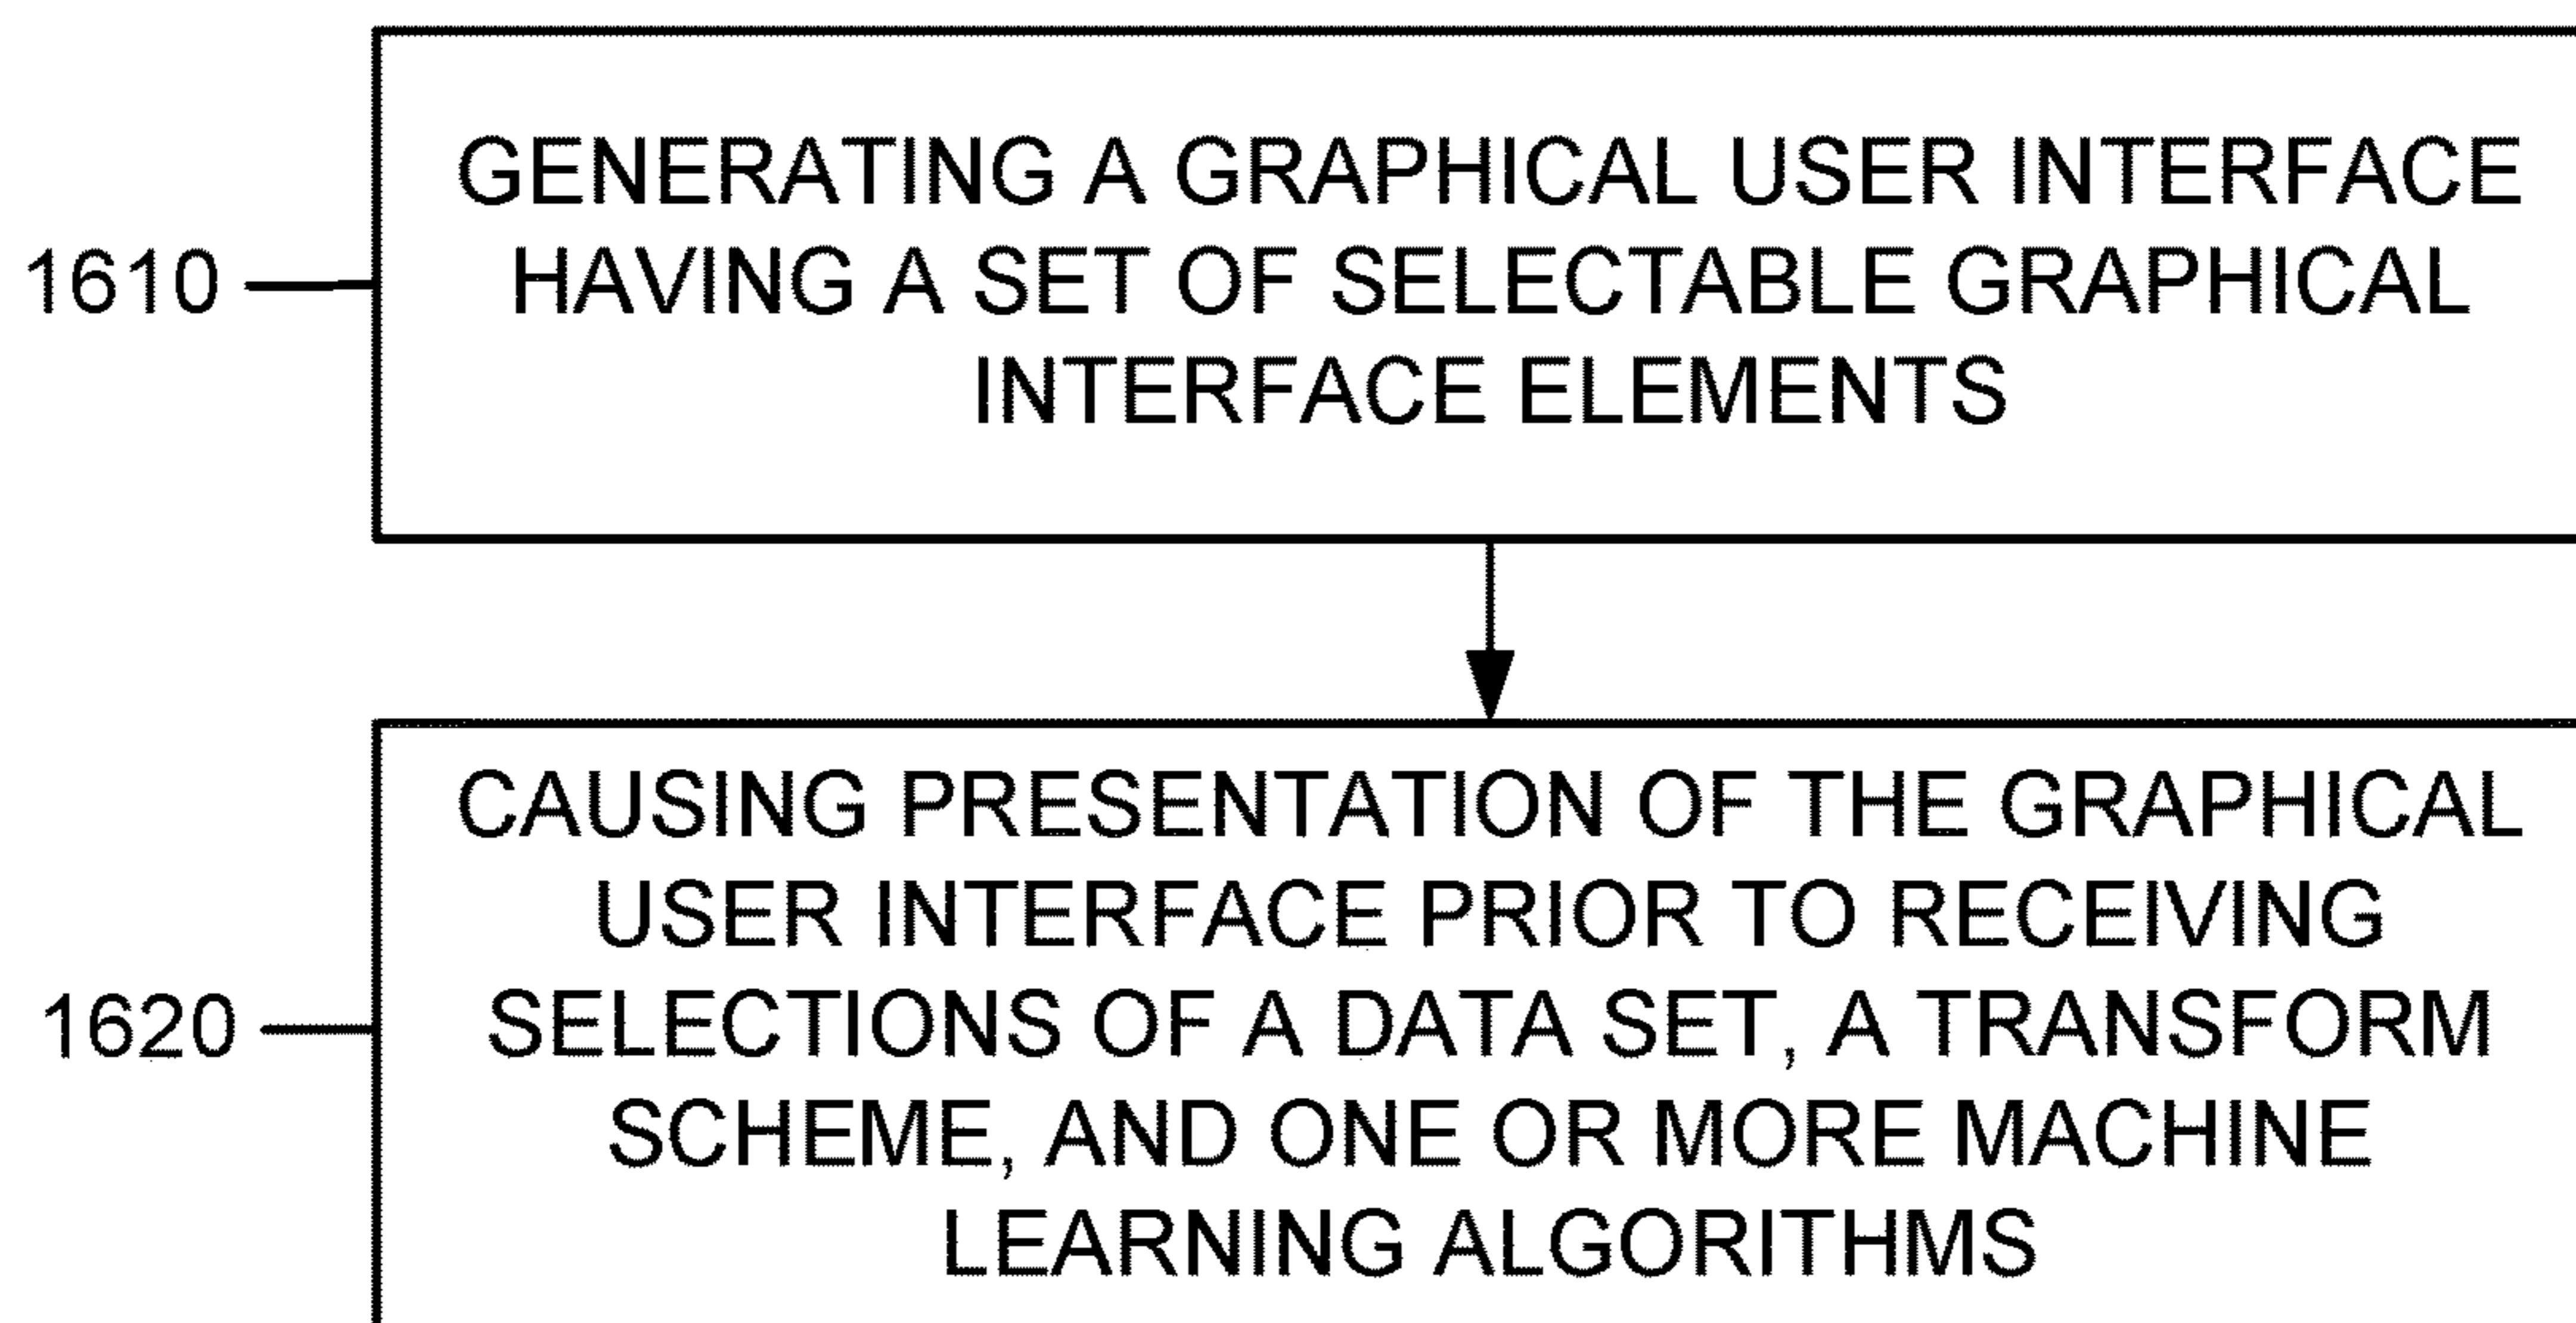 GENERATING A GRAPHICAL USER INTERFACE
HAVING A SET OF SELECTABLE GRAPHICAL
1610
INTERFACE ELEMENTS
CAUSING PRESENTATION OF THE GRAPHICAL
USER INTERFACE PRIOR TO RECEIVING
SELECTIONS OF A DATA SET, A TRANSFORM
1620
SCHEME, AND ONE OR MORE MACHINE
LEARNING ALGORITHMS